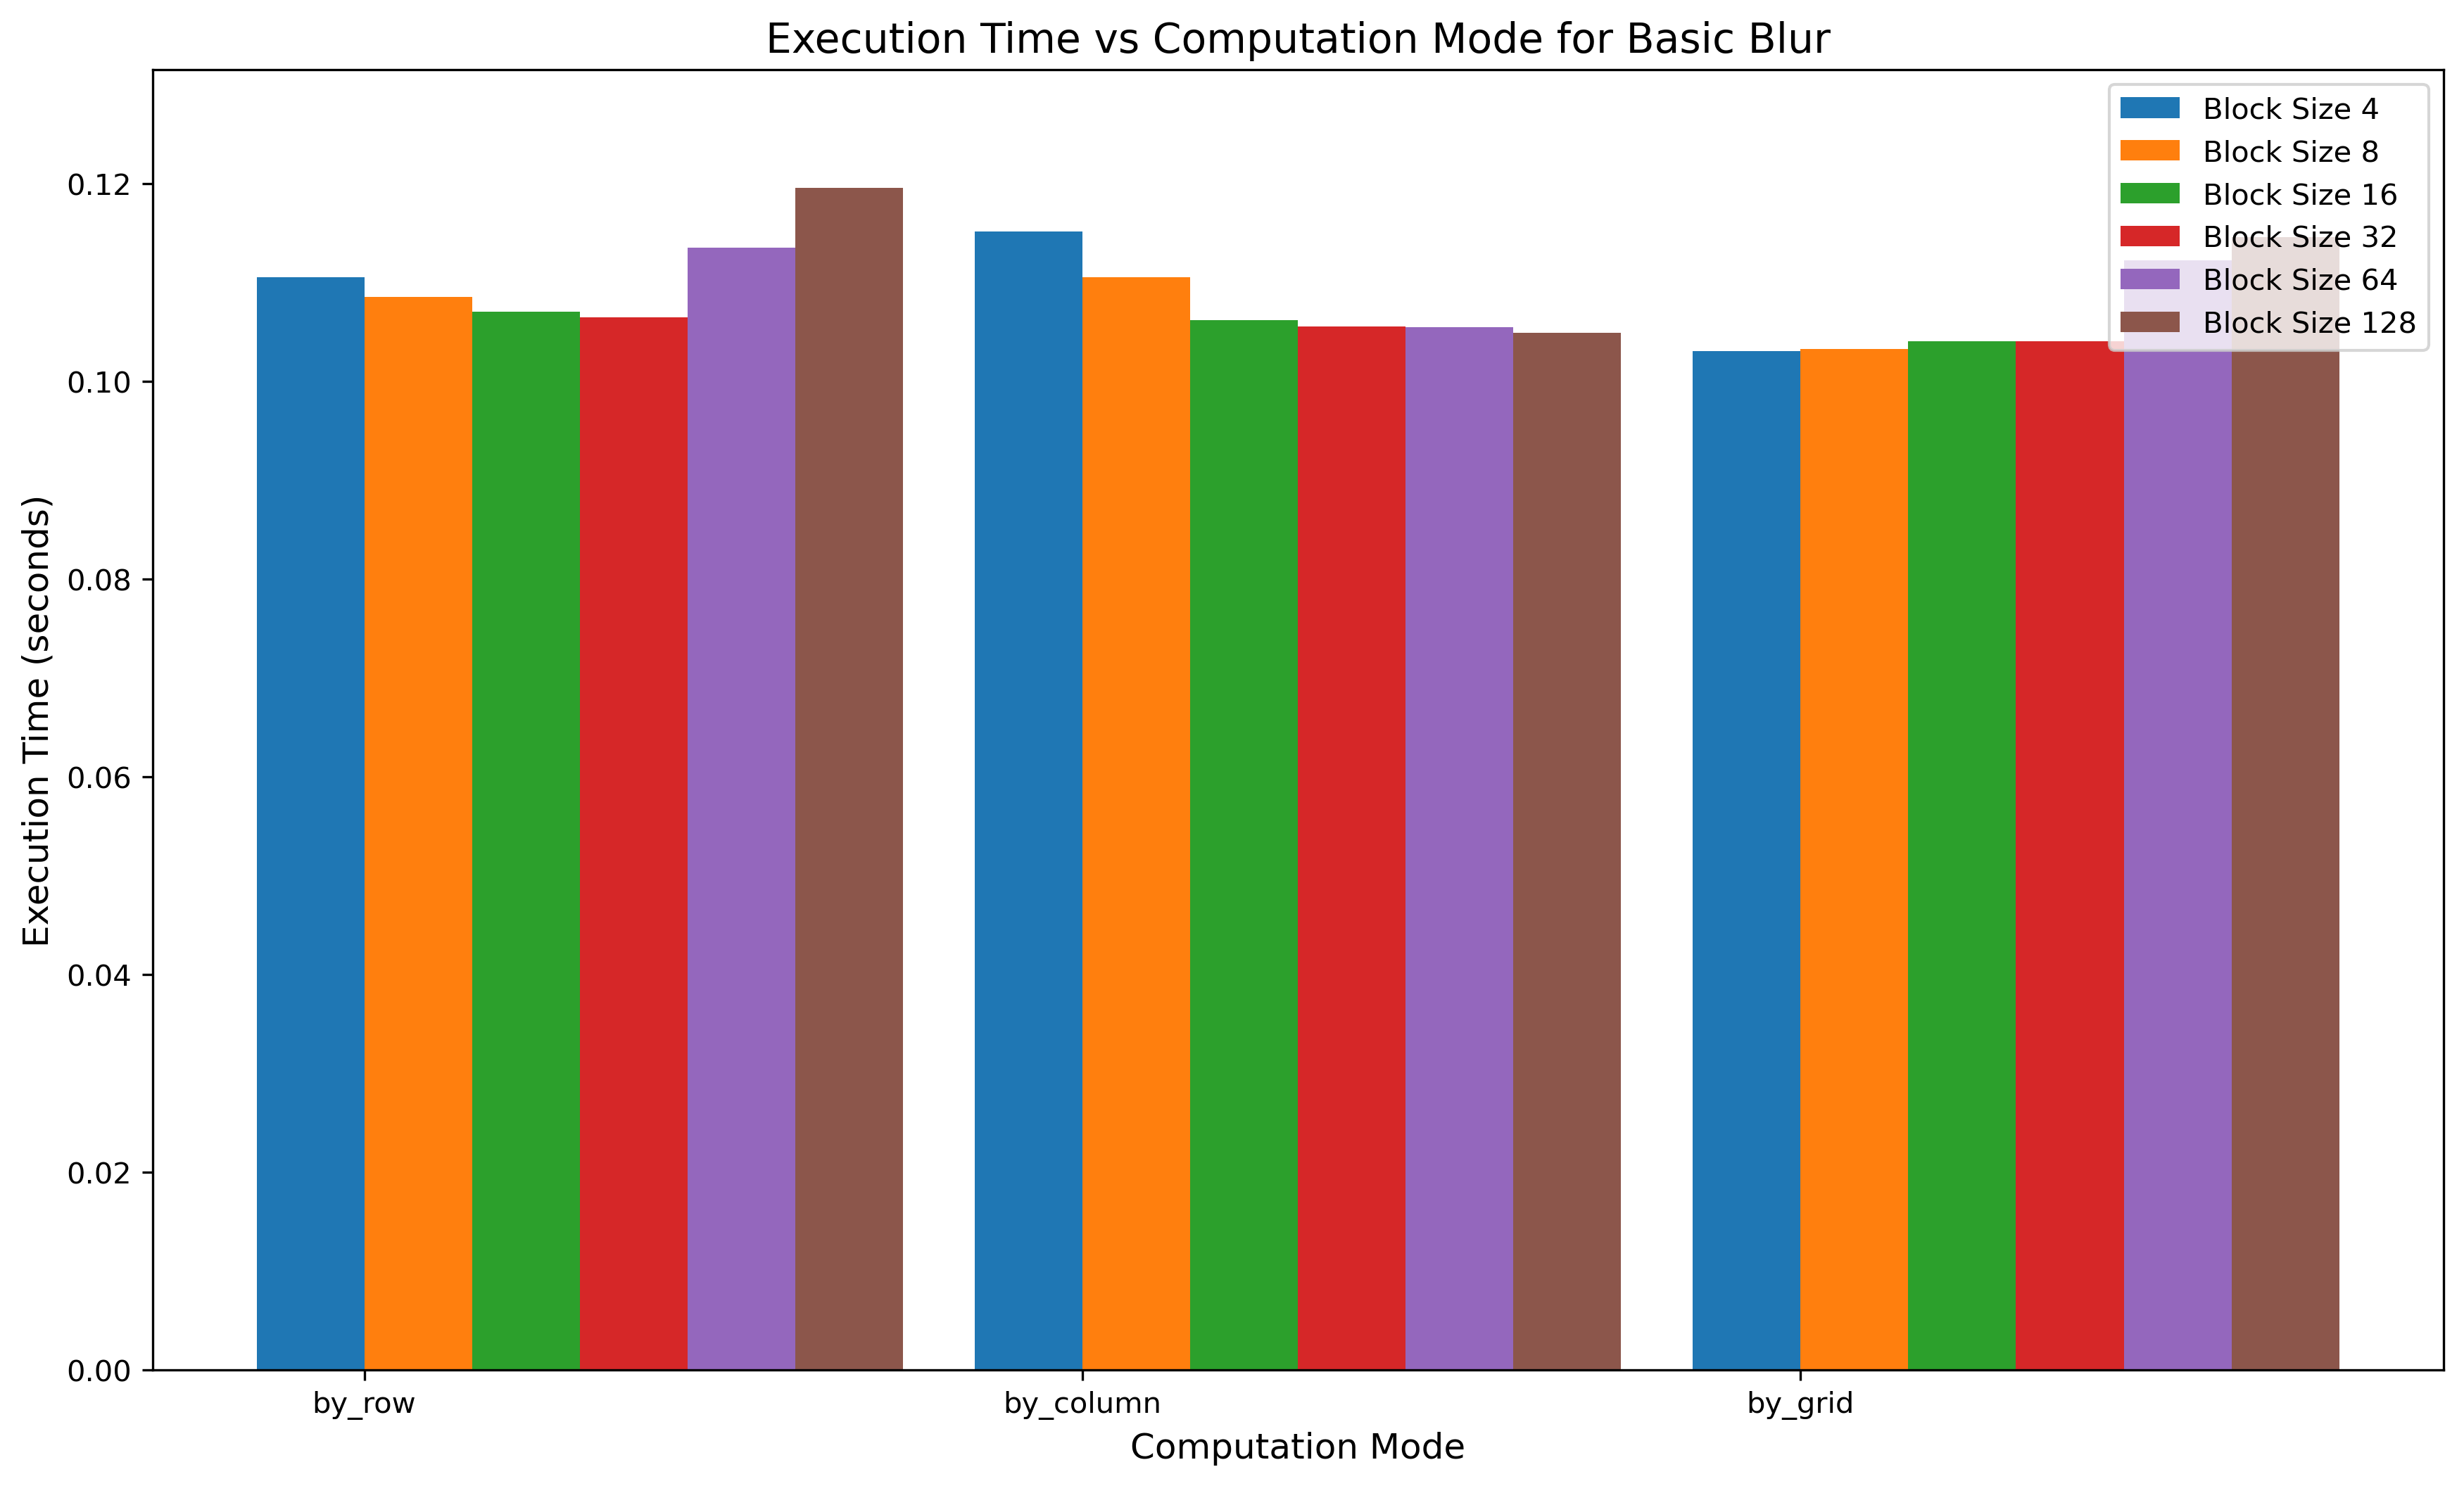 Execution Time vs Computation Mode for Basic Blur
Block Size 4
Block Size 8
Block Size 16
Block Size 32
Block Size 64
Block Size 128
Execution Time (seconds)
0.12
0.10
0.08
0.06
0.04
0.02
0.00
by_row by_column by_grid
Computation Mode